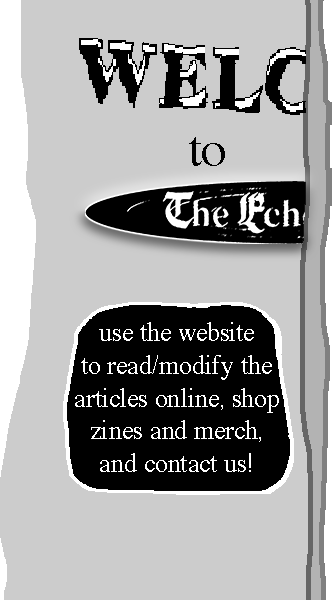 WELC
to
The Ech
use the website
to read/modify the
articles online, shop
zines and merch,
and contact us!